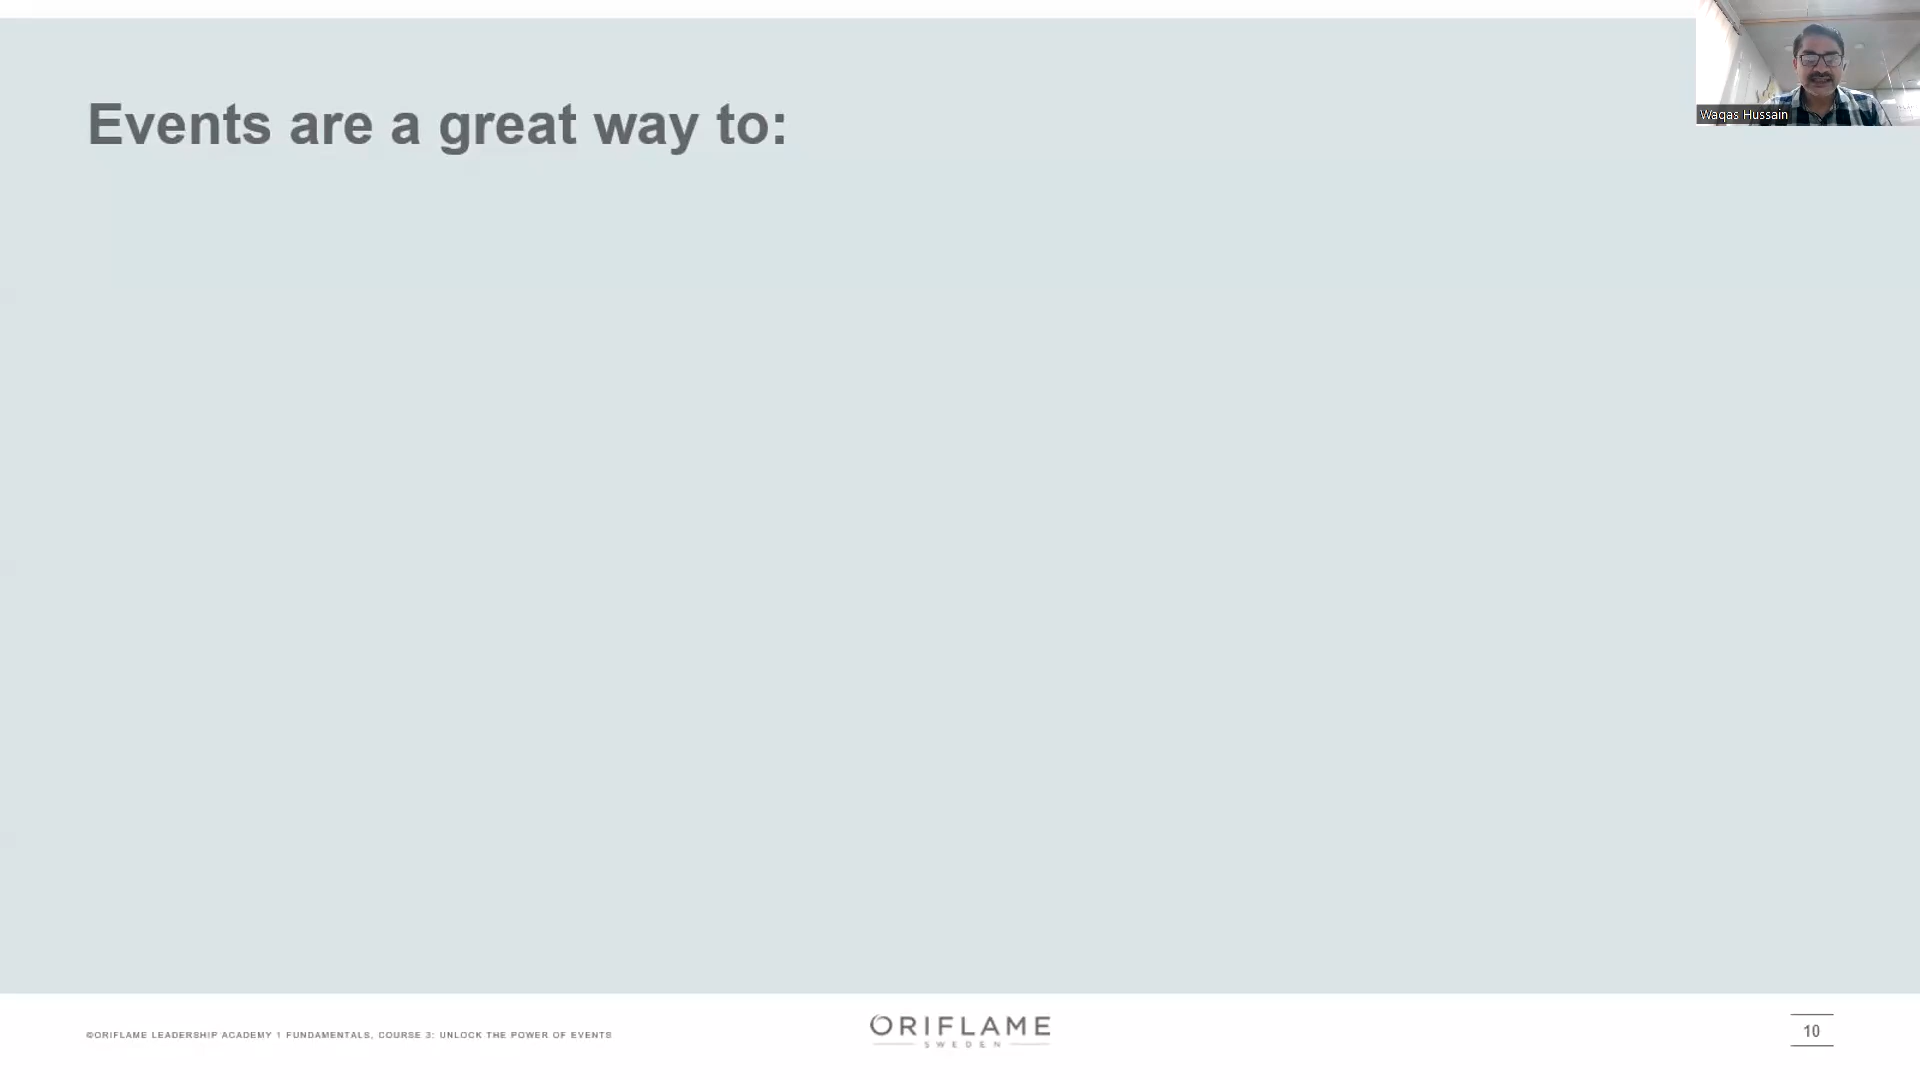 Events are a great way to:
Waqas Hussain
©ORIFLAME LEADERSHIP ACADEMY 1 FUNDAMENTALS, COURSE 3: UNLOCK THE POWER OF EVENTS
ORIFLAME
SWEDEN
10